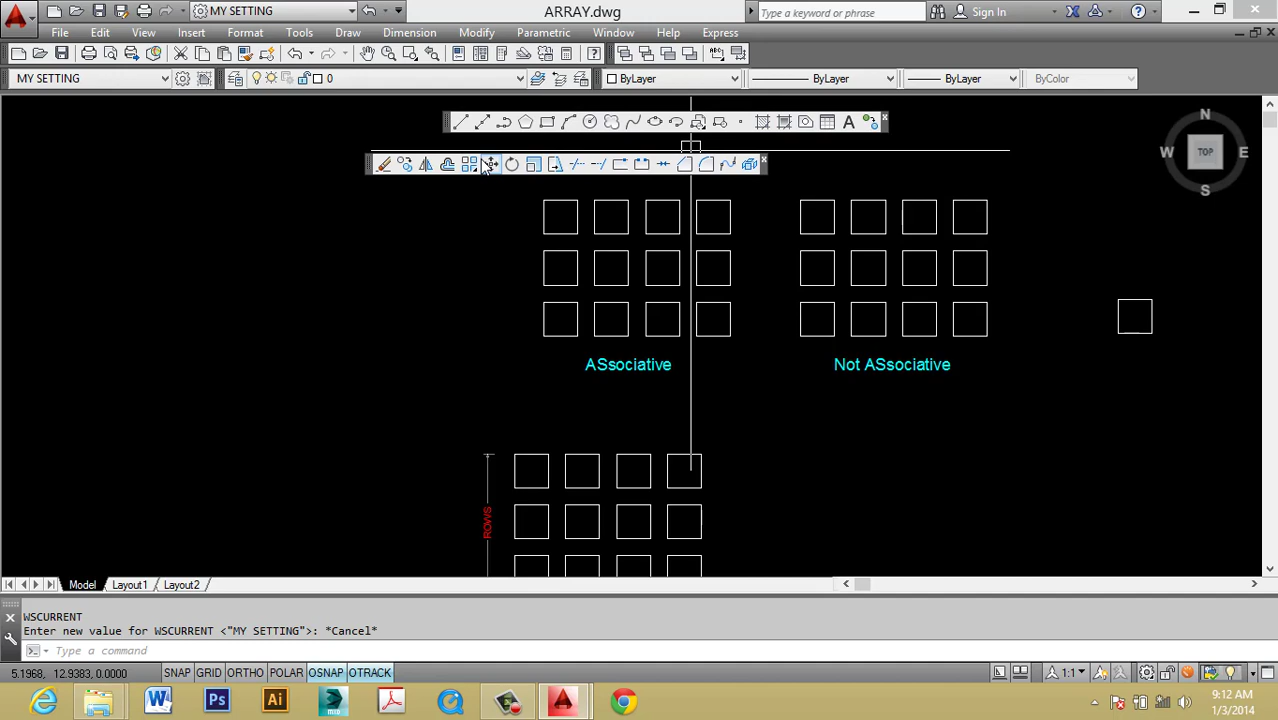 MY SETTING
ARRAY.dwg
Type a keyword or phrase
Sign In
File Edit View Insert Format Tools Draw Dimension Modify Parametric Window Help Express
MY SETTING
0
ByLayer
ByLayer
ByLayer
ByColor
N
W TOP E
S
ASsociative
Not ASsociative
ROWS
Model Layout1 Layout2
WSCURRENT
Enter new value for WSCURRENT <"MY SETTING">: *Cancel*
Type a command
5.1968, 12.9383, 0.0000
SNAP GRID ORTHO POLAR OSNAP OTRACK
1:1
9:12 AM
1/3/2014